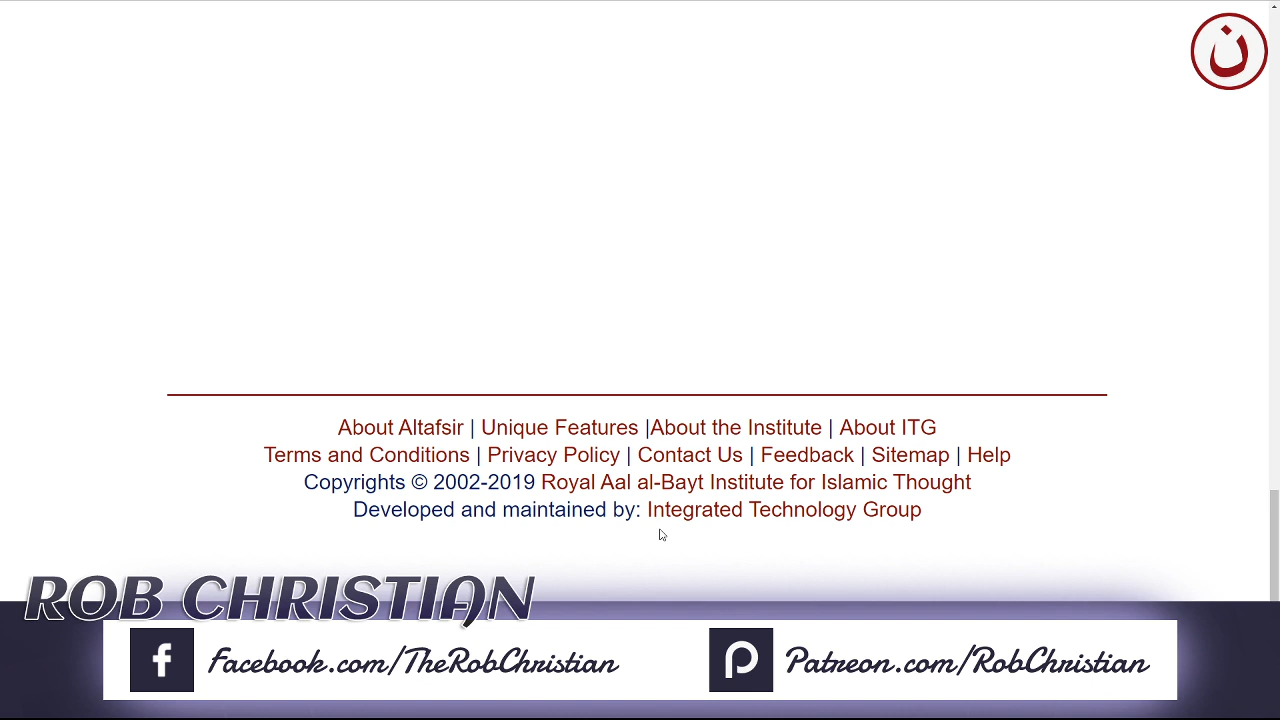 ن
About Altafsir | Unique Features |About the Institute | About ITG
Terms and Conditions | Privacy Policy | Contact Us | Feedback | Sitemap | Help
Copyrights © 2002-2019 Royal Aal al-Bayt Institute for Islamic Thought
Developed and maintained by: Integrated Technology Group
ROB CHRISTIAN
Facebook.com/TheRobChristian
Patreon.com/RobChristian